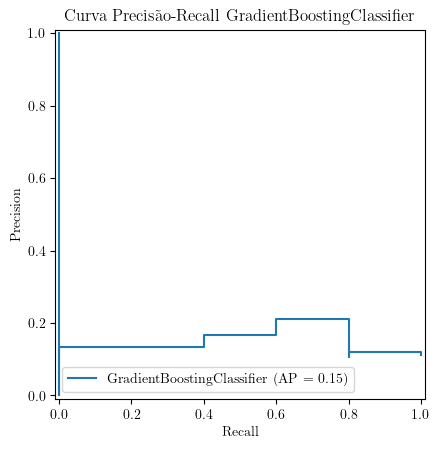 Curva Precisão-Recall GradientBoostingClassifier
1.0
0.8
0.6
0.4
0.2
0.0
Precision
GradientBoostingClassifier (AP = 0.15)
0.0 0.2 0.4 0.6 0.8 1.0
Recall